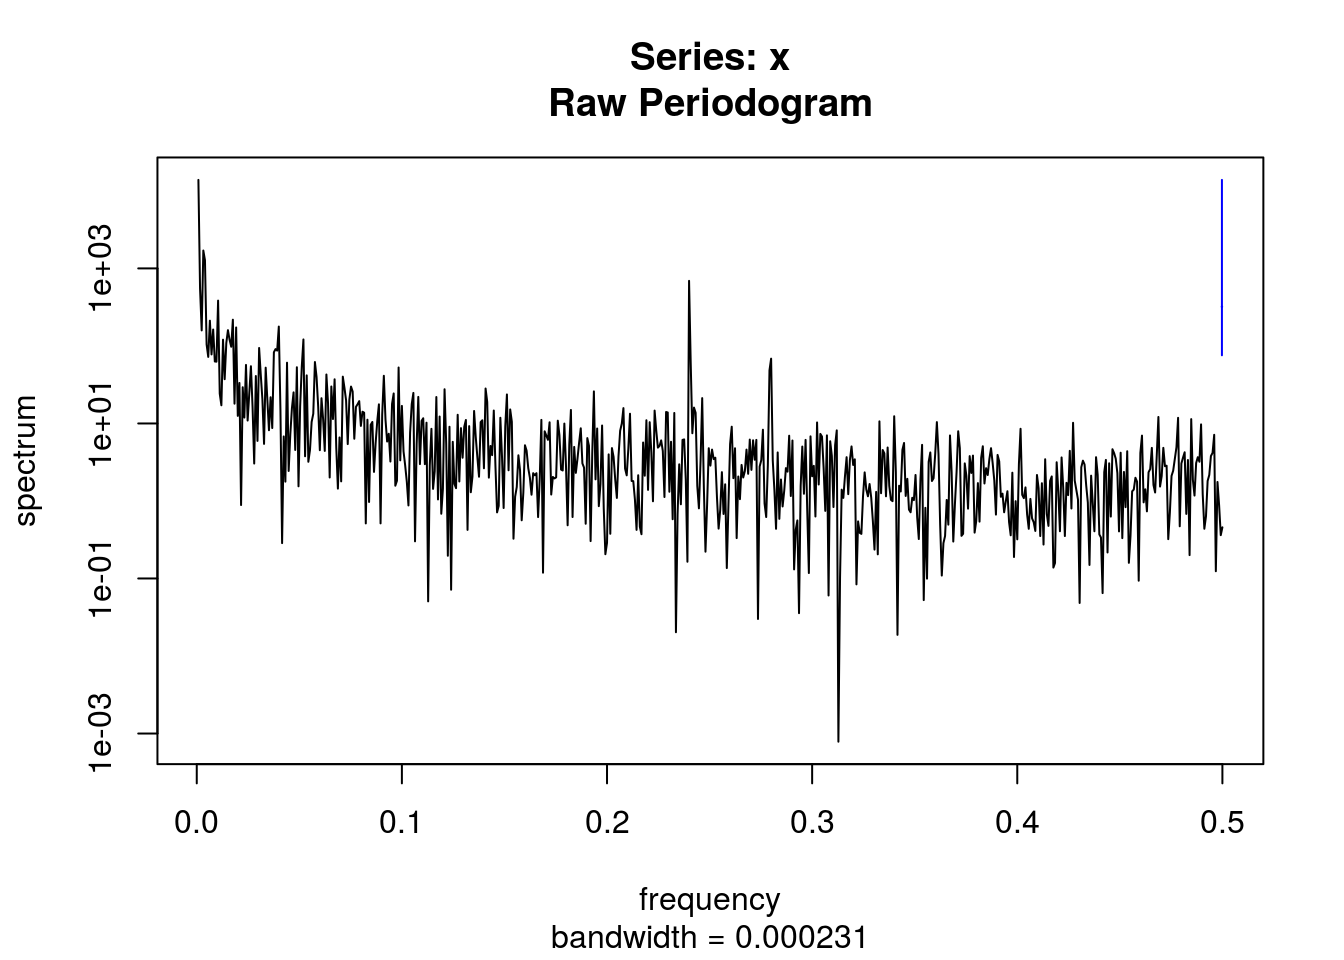 Series: x
Raw Periodogram
spectrum
1e+03
1e+01
1e-01
1e-03
0.0 0.1 0.2 0.3 0.4 0.5
frequency
bandwidth = 0.000231